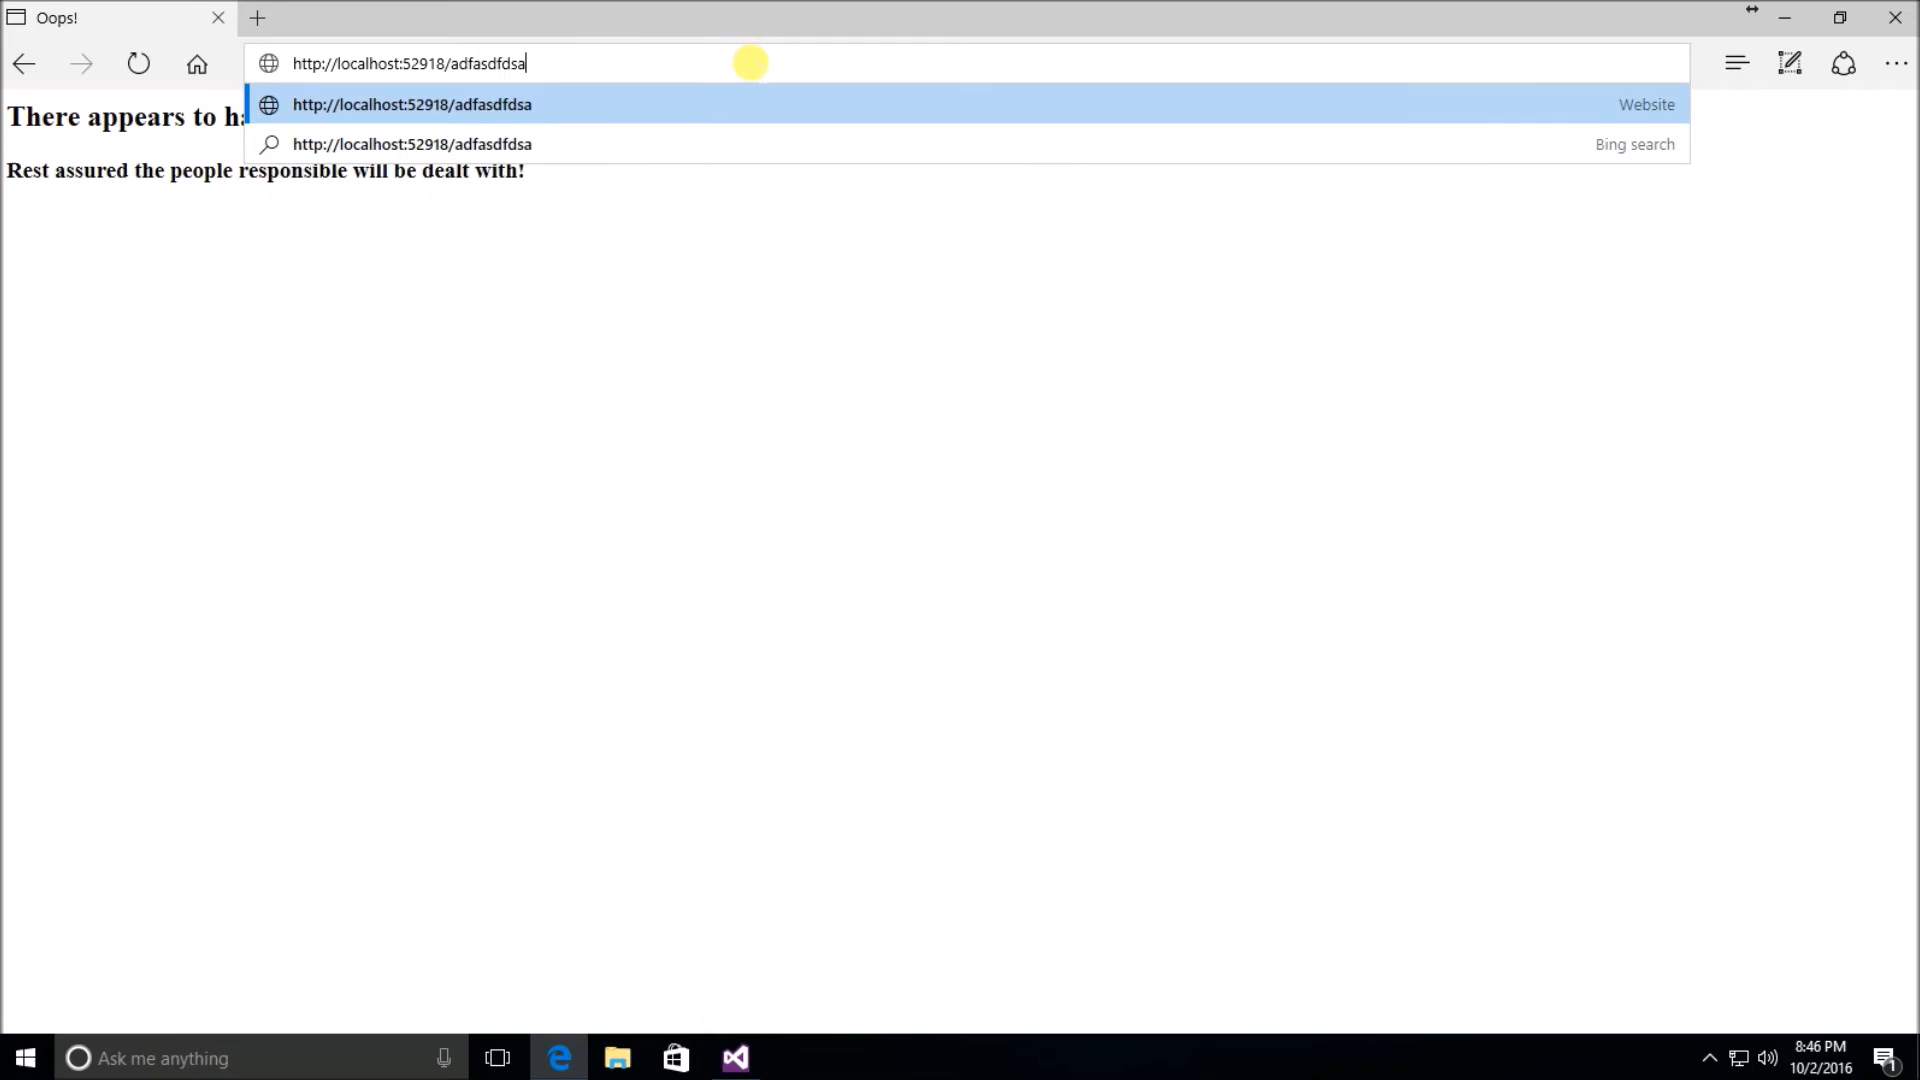 Oops!
http://localhost:52918/adfasdfdsa
http://localhost:52918/adfasdfdsa Website
http://localhost:52918/adfasdfdsa Bing search
There appears to
Rest assured the people responsible will be dealt with!
Ask me anything
8:46 PM
10/2/2016
1